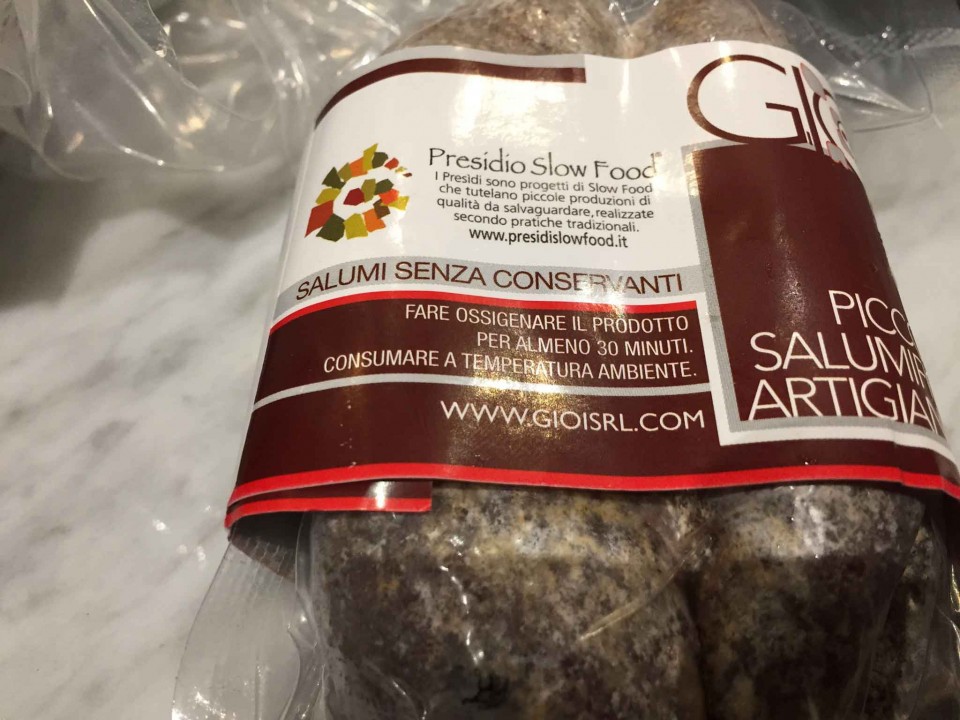 Presidio Slow Food
I Presìdi sono progetti di Slow Food
che tutelano piccole produzioni di
qualità da salvaguardare, realizzate
secondo pratiche tradizionali.
www.presidislowfood.it
SALUMI SENZA CONSERVANTI
FARE OSSIGENARE IL PRODOTTO
PER ALMENO 30 MINUTI.
CONSUMARE A TEMPERATURA AMBIENTE.
WWW.GIOISRL.COM